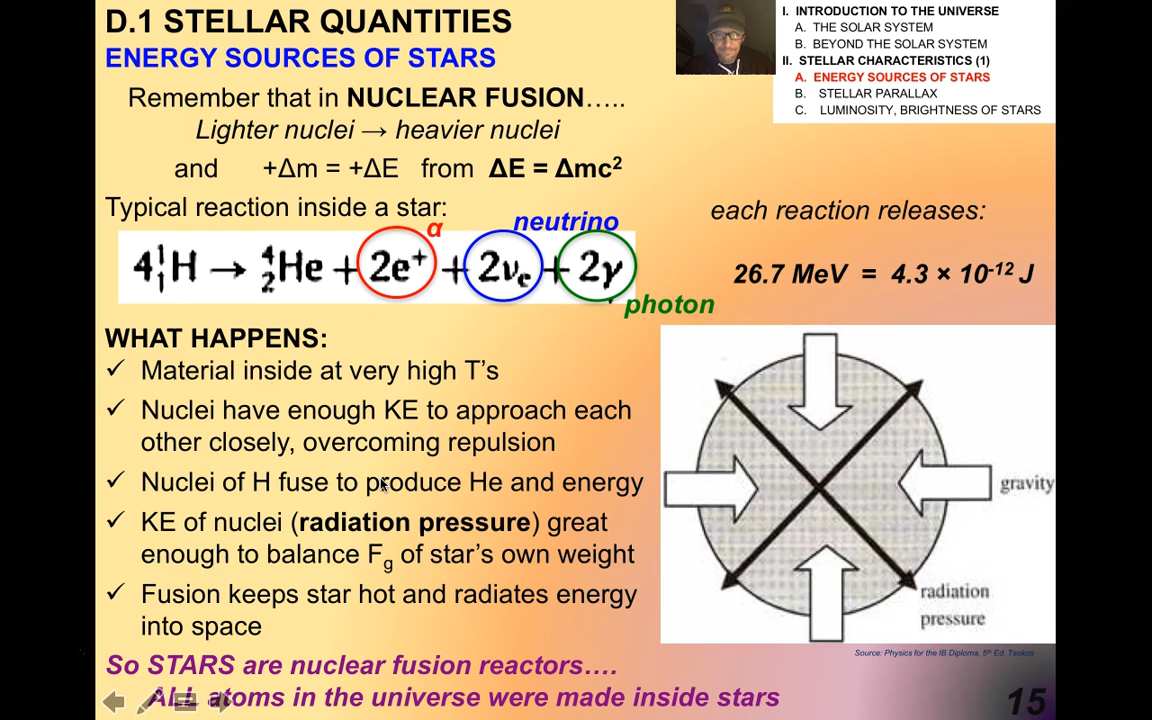 D.1 STELLAR QUANTITIES
ENERGY SOURCES OF STARS
I. INTRODUCTION TO THE UNIVERSE
A. THE SOLAR SYSTEM
B. BEYOND THE SOLAR SYSTEM
II. STELLAR CHARACTERISTICS (1)
A. ENERGY SOURCES OF STARS
B. STELLAR PARALLAX
C. LUMINOSITY, BRIGHTNESS OF STARS
Remember that in NUCLEAR FUSION…..
Lighter nuclei → heavier nuclei
and +Δm = +ΔE from ΔE = Δmc²
Typical reaction inside a star:
α
neutrino
4¹₁H → ⁴₂He + 2e⁺ + 2νₑ + 2γ
photon
each reaction releases:
26.7 MeV = 4.3 × 10⁻¹² J
WHAT HAPPENS:
✓ Material inside at very high T's
✓ Nuclei have enough KE to approach each
other closely, overcoming repulsion
✓ Nuclei of H fuse to produce He and energy
✓ KE of nuclei (radiation pressure) great
enough to balance Fg of star's own weight
✓ Fusion keeps star hot and radiates energy
into space
gravity
radiation
pressure
Source: Physics for the IB Diploma, 5th Ed. Tsokos
So STARS are nuclear fusion reactors….
ALL atoms in the universe were made inside stars
15